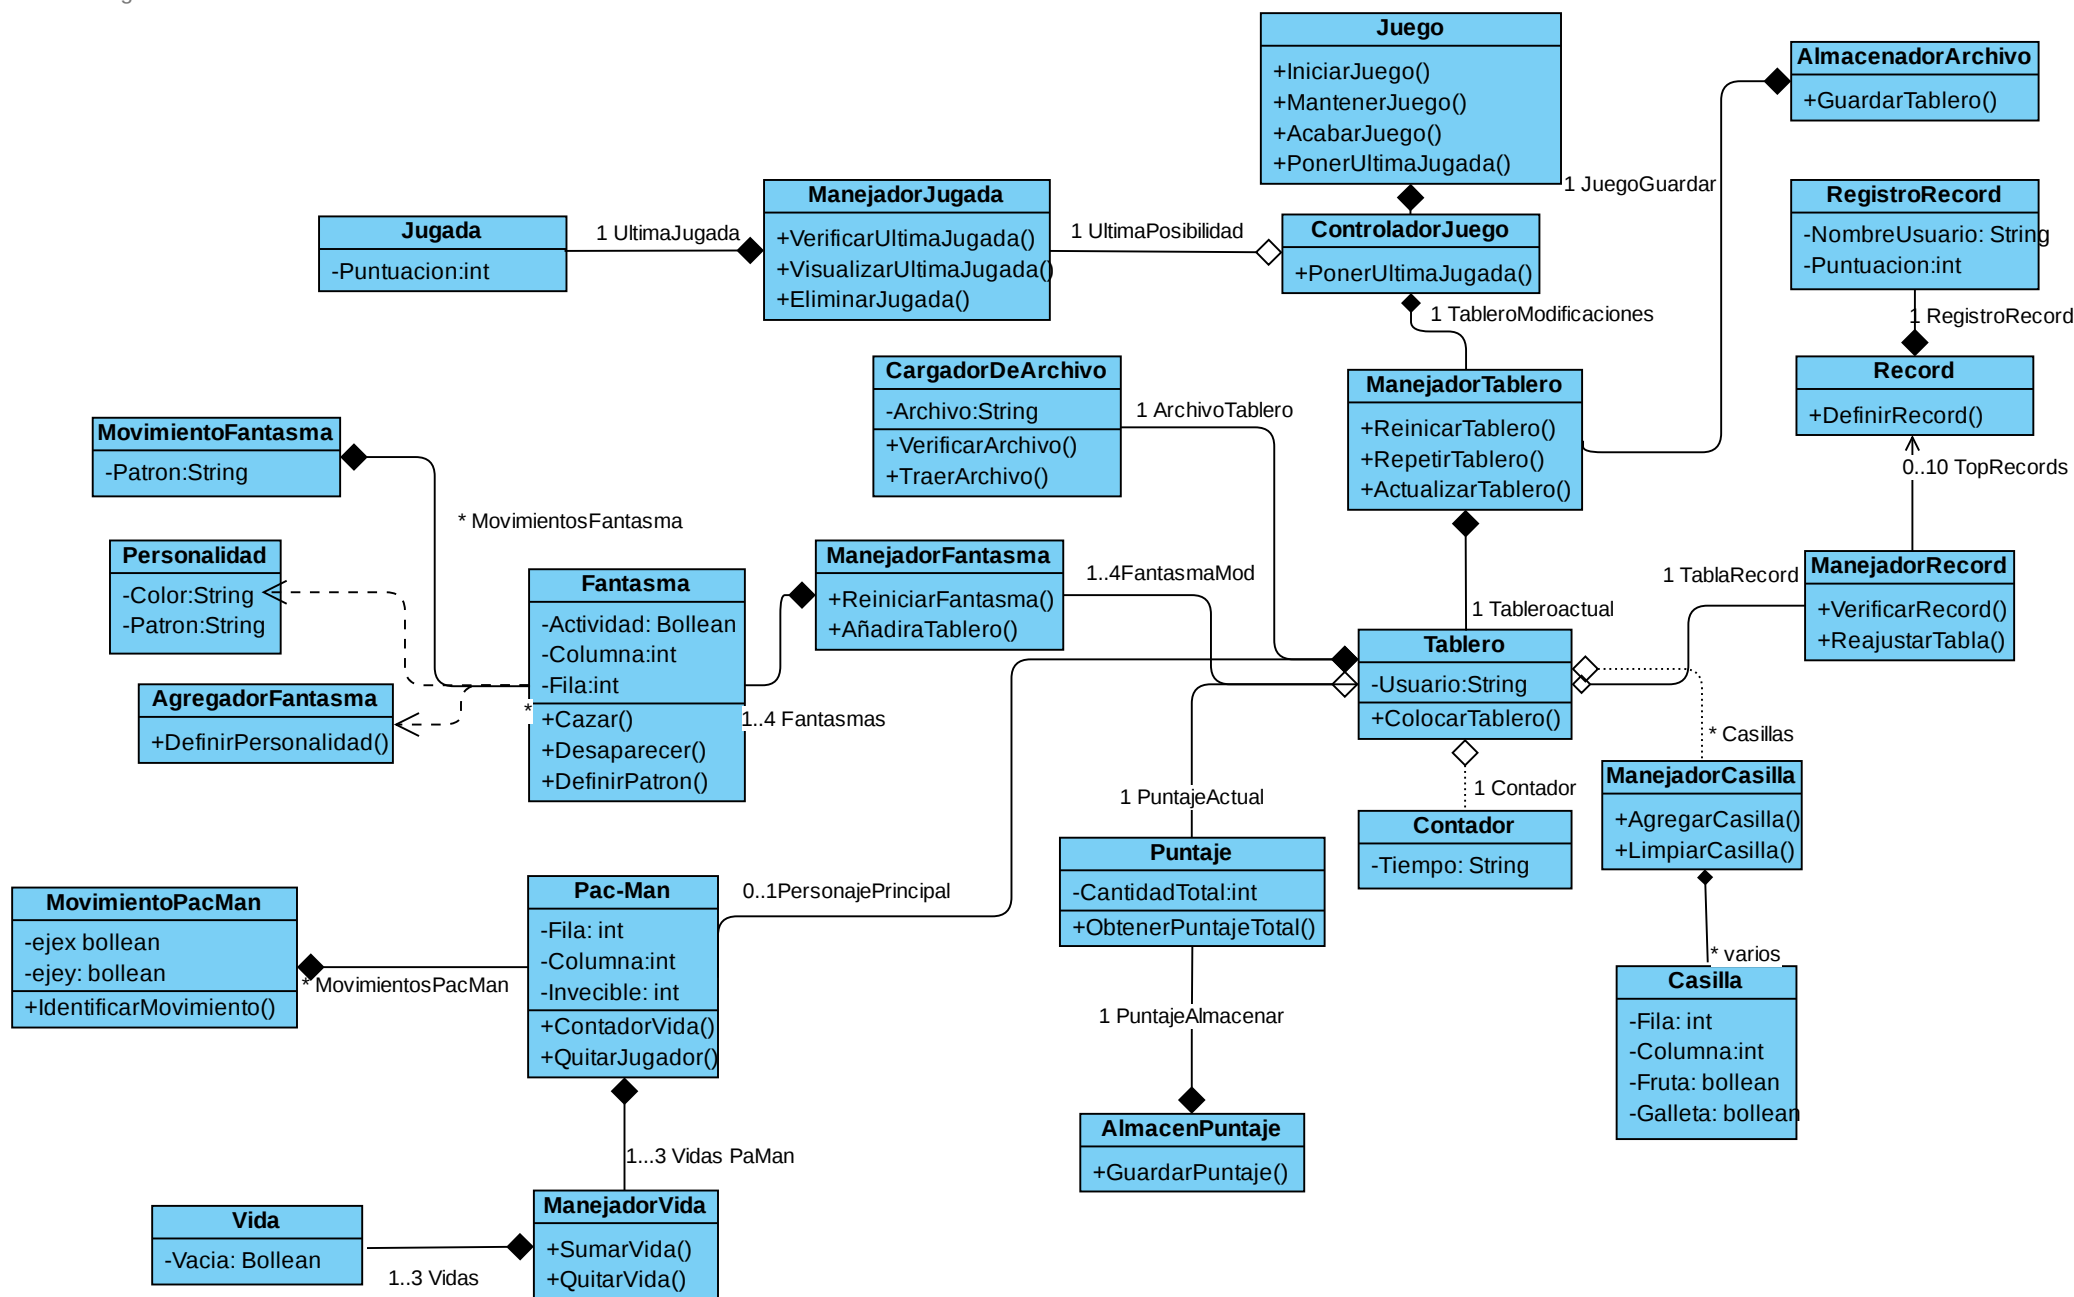 Juego
+IniciarJuego()
+MantenerJuego()
+AcabarJuego()
+PonerUltimaJugada()
AlmacenadorArchivo
+GuardarTablero()
1 JuegoGuardar
ManejadorJugada
+VerificarUltimaJugada()
+VisualizarUltimaJugada()
+EliminarJugada()
Jugada
-Puntuacion:int
1 UltimaJugada
1 UltimaPosibilidad
ControladorJuego
+PonerUltimaJugada()
RegistroRecord
-NombreUsuario: String
-Puntuacion:int
1 RegistroRecord
1 TableroModificaciones
CargadorDeArchivo
-Archivo:String
+VerificarArchivo()
+TraerArchivo()
1 ArchivoTablero
ManejadorTablero
+ReinicarTablero()
+RepetirTablero()
+ActualizarTablero()
Record
+DefinirRecord()
0..10 TopRecords
MovimientoFantasma
-Patron:String
* MovimientosFantasma
Personalidad
-Color:String
-Patron:String
Fantasma
-Actividad: Bollean
-Columna:int
-Fila:int
+Cazar()
+Desaparecer()
+DefinirPatron()
*
ManejadorFantasma
+ReiniciarFantasma()
+AñadiraTablero()
1..4FantasmaMod
1..4 Fantasmas
AgregadorFantasma
+DefinirPersonalidad()
1 Tableroactual
Tablero
-Usuario:String
+ColocarTablero()
1 TablaRecord
ManejadorRecord
+VerificarRecord()
+ReajustarTabla()
* Casillas
ManejadorCasilla
+AgregarCasilla()
+LimpiarCasilla()
1 Contador
Contador
-Tiempo: String
1 PuntajeActual
Puntaje
-CantidadTotal:int
+ObtenerPuntajeTotal()
0..1PersonajePrincipal
Pac-Man
-Fila: int
-Columna:int
-Invecible: int
+ContadorVida()
+QuitarJugador()
MovimientoPacMan
-ejex bollean
-ejey: bollean
+IdentificarMovimiento()
* MovimientosPacMan
* varios
Casilla
-Fila: int
-Columna:int
-Fruta: bollean
-Galleta: bollean
1 PuntajeAlmacenar
AlmacenPuntaje
+GuardarPuntaje()
1...3 Vidas PaMan
ManejadorVida
+SumarVida()
+QuitarVida()
Vida
-Vacia: Bollean
1..3 Vidas